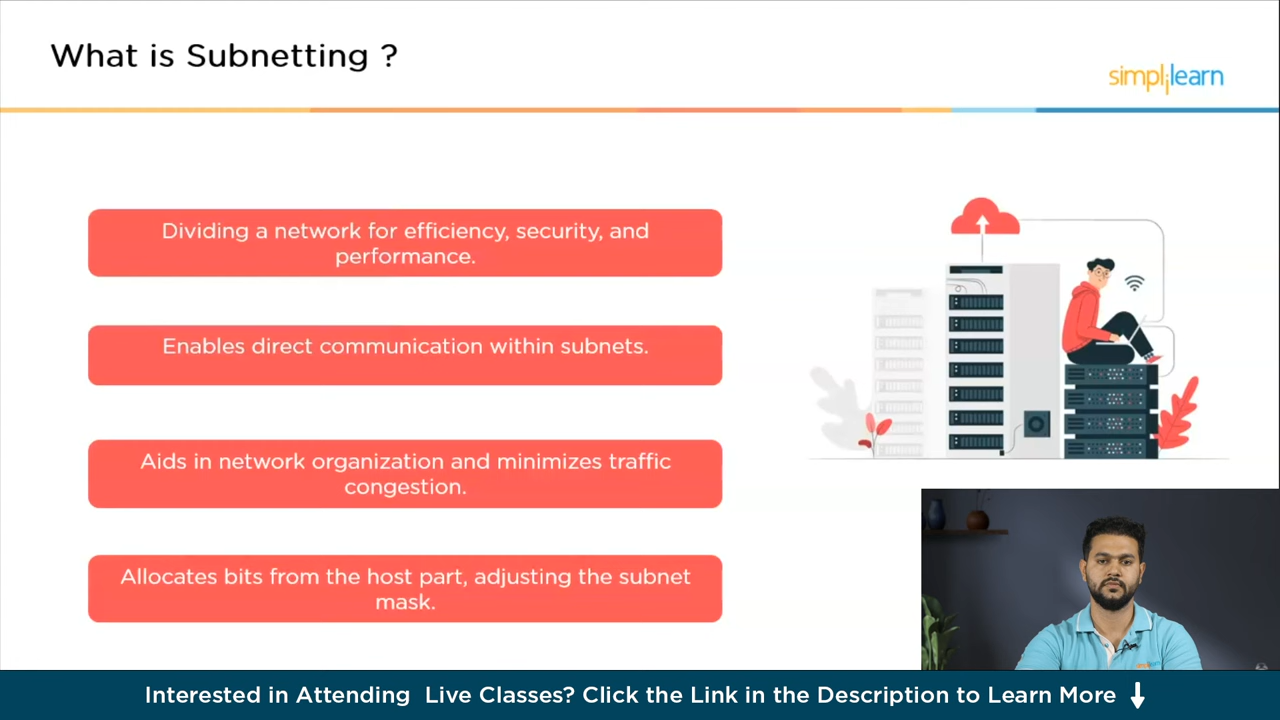 What is Subnetting ?
simplilearn
Dividing a network for efficiency, security, and
performance.
Enables direct communication within subnets.
Aids in network organization and minimizes traffic
congestion.
Allocates bits from the host part, adjusting the subnet
mask.
Interested in Attending Live Classes? Click the Link in the Description to Learn More